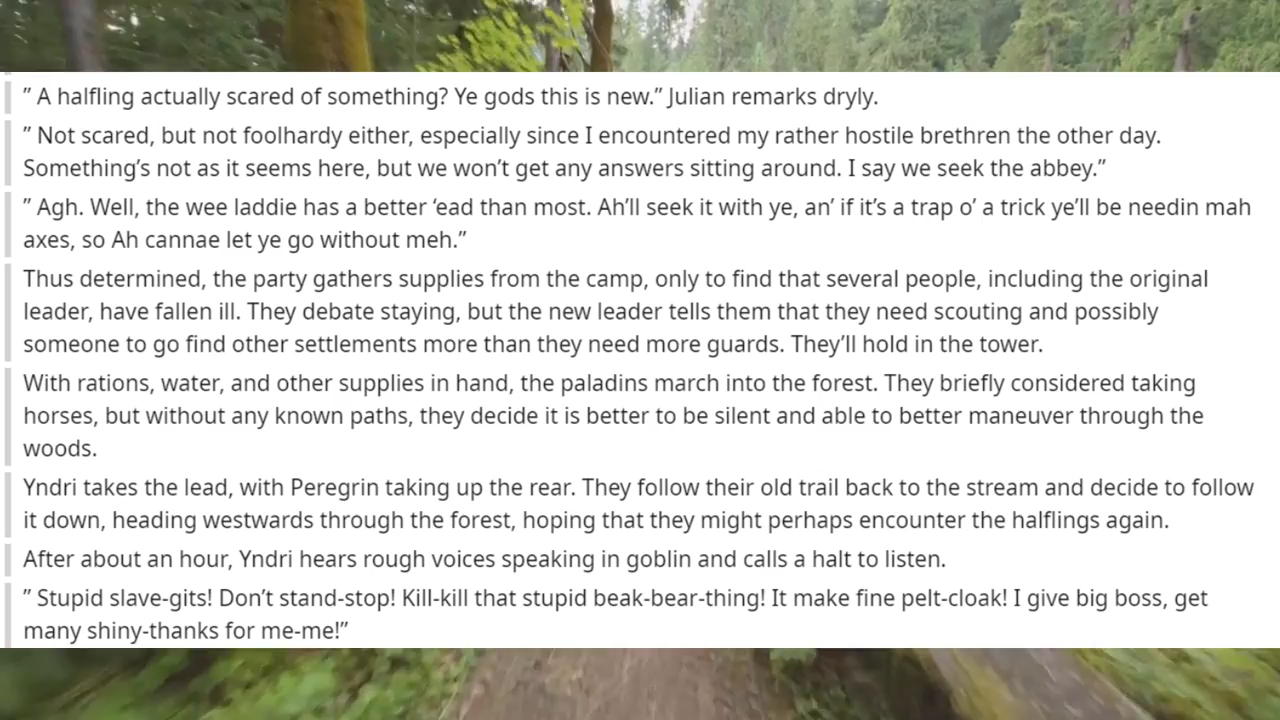 ” A halfling actually scared of something? Ye gods this is new.” Julian remarks dryly.
” Not scared, but not foolhardy either, especially since I encountered my rather hostile brethren the other day.
Something’s not as it seems here, but we won’t get any answers sitting around. I say we seek the abbey.”
” Agh. Well, the wee laddie has a better ‘ead than most. Ah’ll seek it with ye, an’ if it’s a trap o’ a trick ye’ll be needin mah
axes, so Ah cannae let ye go without meh.”
Thus determined, the party gathers supplies from the camp, only to find that several people, including the original
leader, have fallen ill. They debate staying, but the new leader tells them that they need scouting and possibly
someone to go find other settlements more than they need more guards. They’ll hold in the tower.
With rations, water, and other supplies in hand, the paladins march into the forest. They briefly considered taking
horses, but without any known paths, they decide it is better to be silent and able to better maneuver through the
woods.
Yndri takes the lead, with Peregrin taking up the rear. They follow their old trail back to the stream and decide to follow
it down, heading westwards through the forest, hoping that they might perhaps encounter the halflings again.
After about an hour, Yndri hears rough voices speaking in goblin and calls a halt to listen.
” Stupid slave-gits! Don’t stand-stop! Kill-kill that stupid beak-bear-thing! It make fine pelt-cloak! I give big boss, get
many shiny-thanks for me-me!”